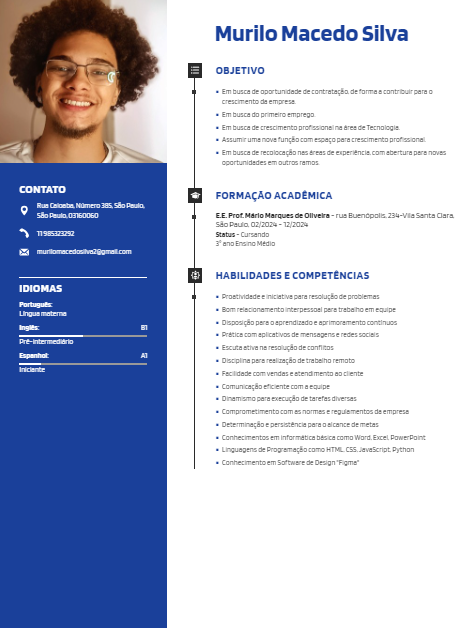 Murilo Macedo Silva
CONTATO
Rua Caioaba, Número 385, São Paulo,
São Paulo, 03160060
11 985323292
murilomacedosilva2@gmail.com
IDIOMAS
Português:
Língua materna
Inglês: B1
Pré-intermediário
Espanhol: A1
Iniciante
OBJETIVO
Em busca de oportunidade de contratação, de forma a contribuir para o
crescimento da empresa.
Em busca do primeiro emprego.
Em busca de crescimento profissional na área de Tecnologia.
Assumir uma nova função com espaço para crescimento profissional.
Em busca de recolocação nas áreas de experiência, com abertura para novas
oportunidades em outros ramos.
FORMAÇÃO ACADÊMICA
E.E. Prof. Mário Marques de Oliveira - rua Buenópolis, 234-Vila Santa Clara,
São Paulo, 02/2024 - 12/2024
Status - Cursando
3° ano Ensino Médio
HABILIDADES E COMPETÊNCIAS
Proatividade e iniciativa para resolução de problemas
Bom relacionamento interpessoal para trabalho em equipe
Disposição para o aprendizado e aprimoramento contínuos
Prática com aplicativos de mensagens e redes sociais
Escuta ativa na resolução de conflitos
Disciplina para realização de trabalho remoto
Facilidade com vendas e atendimento ao cliente
Comunicação eficiente com a equipe
Dinamismo para execução de tarefas diversas
Comprometimento com as normas e regulamentos da empresa
Determinação e persistência para o alcance de metas
Conhecimentos em informática básica como Word, Excel, PowerPoint
Linguagens de Programação como HTML, CSS, JavaScript, Python
Conhecimento em Software de Design "Figma"